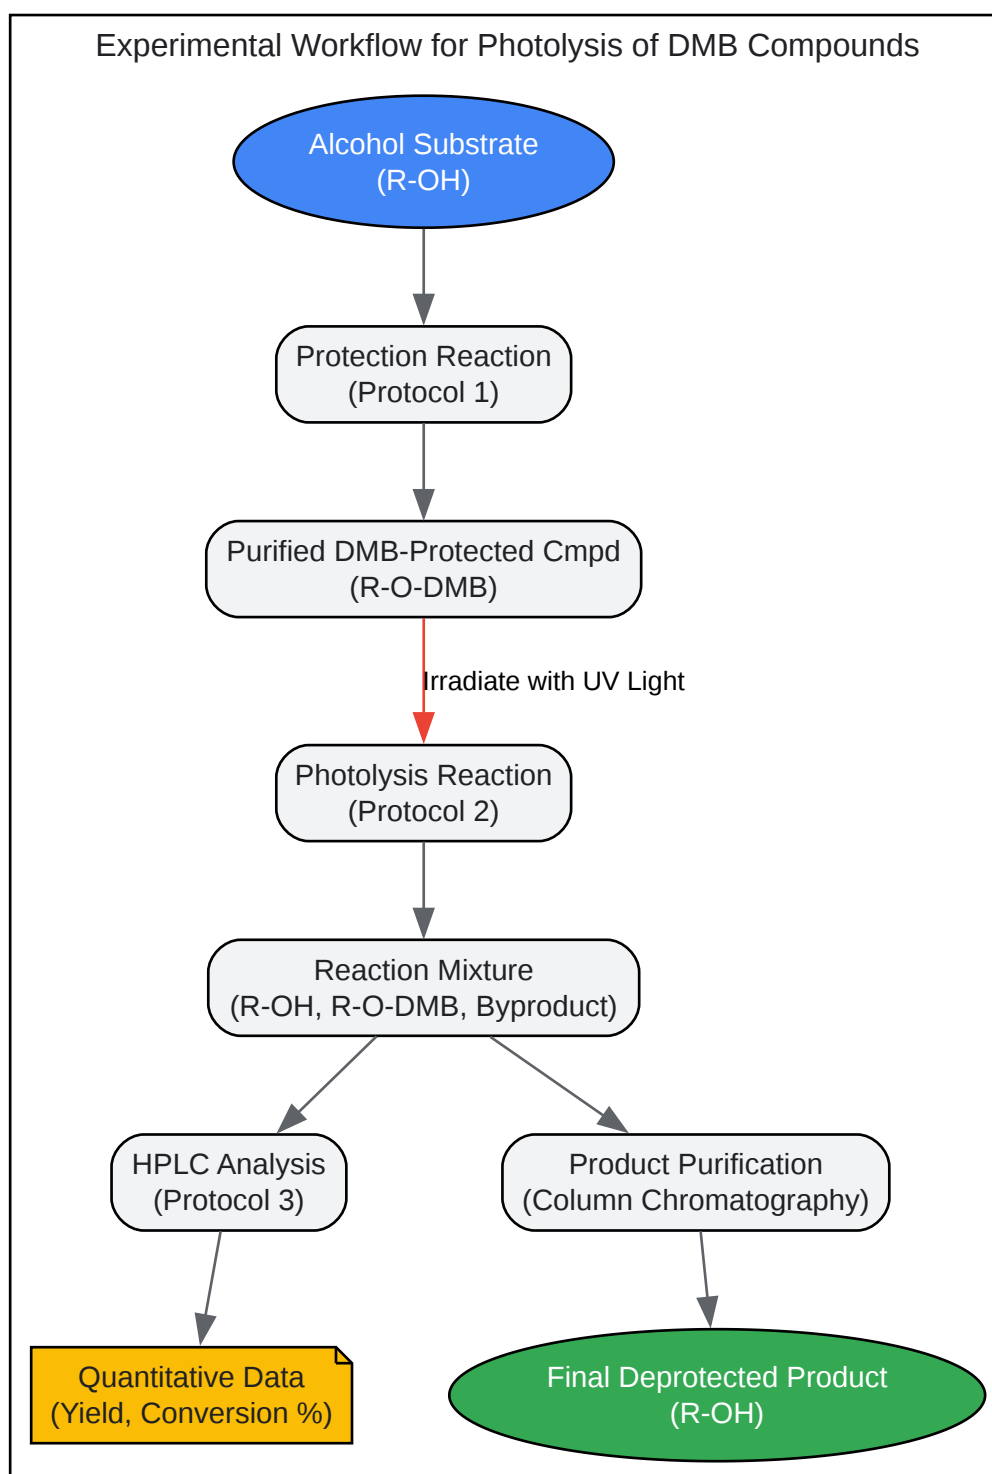 Experimental Workflow for Photolysis of DMB Compounds
Alcohol Substrate
(R-OH)
Protection Reaction
(Protocol 1)
Purified DMB-Protected Cmpd
(R-O-DMB)
Irradiate with UV Light
Photolysis Reaction
(Protocol 2)
Reaction Mixture
(R-OH, R-O-DMB, Byproduct)
HPLC Analysis
(Protocol 3)
Product Purification
(Column Chromatography)
Quantitative Data
(Yield, Conversion %)
Final Deprotected Product
(R-OH)